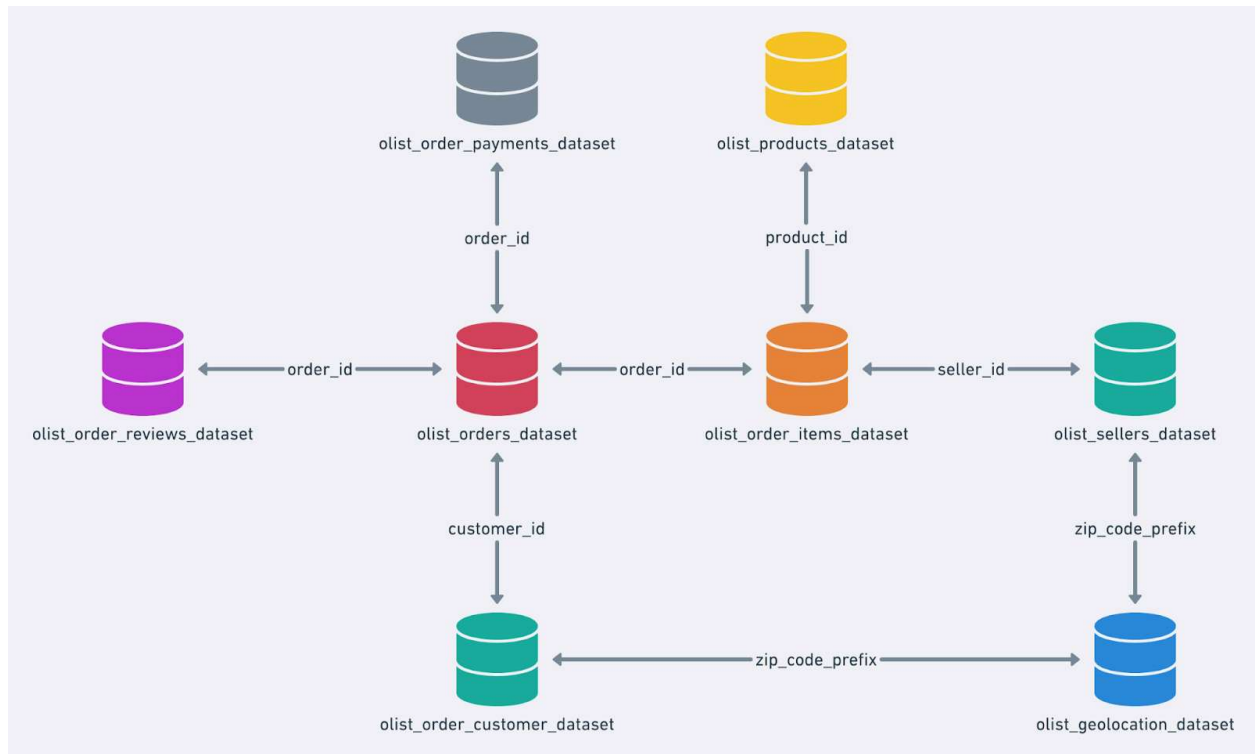 olist_order_payments_dataset
olist_products_dataset
order_id
product_id
order_id
order_id
seller_id
olist_order_reviews_dataset
olist_orders_dataset
olist_order_items_dataset
olist_sellers_dataset
customer_id
zip_code_prefix
zip_code_prefix
olist_order_customer_dataset
olist_geolocation_dataset